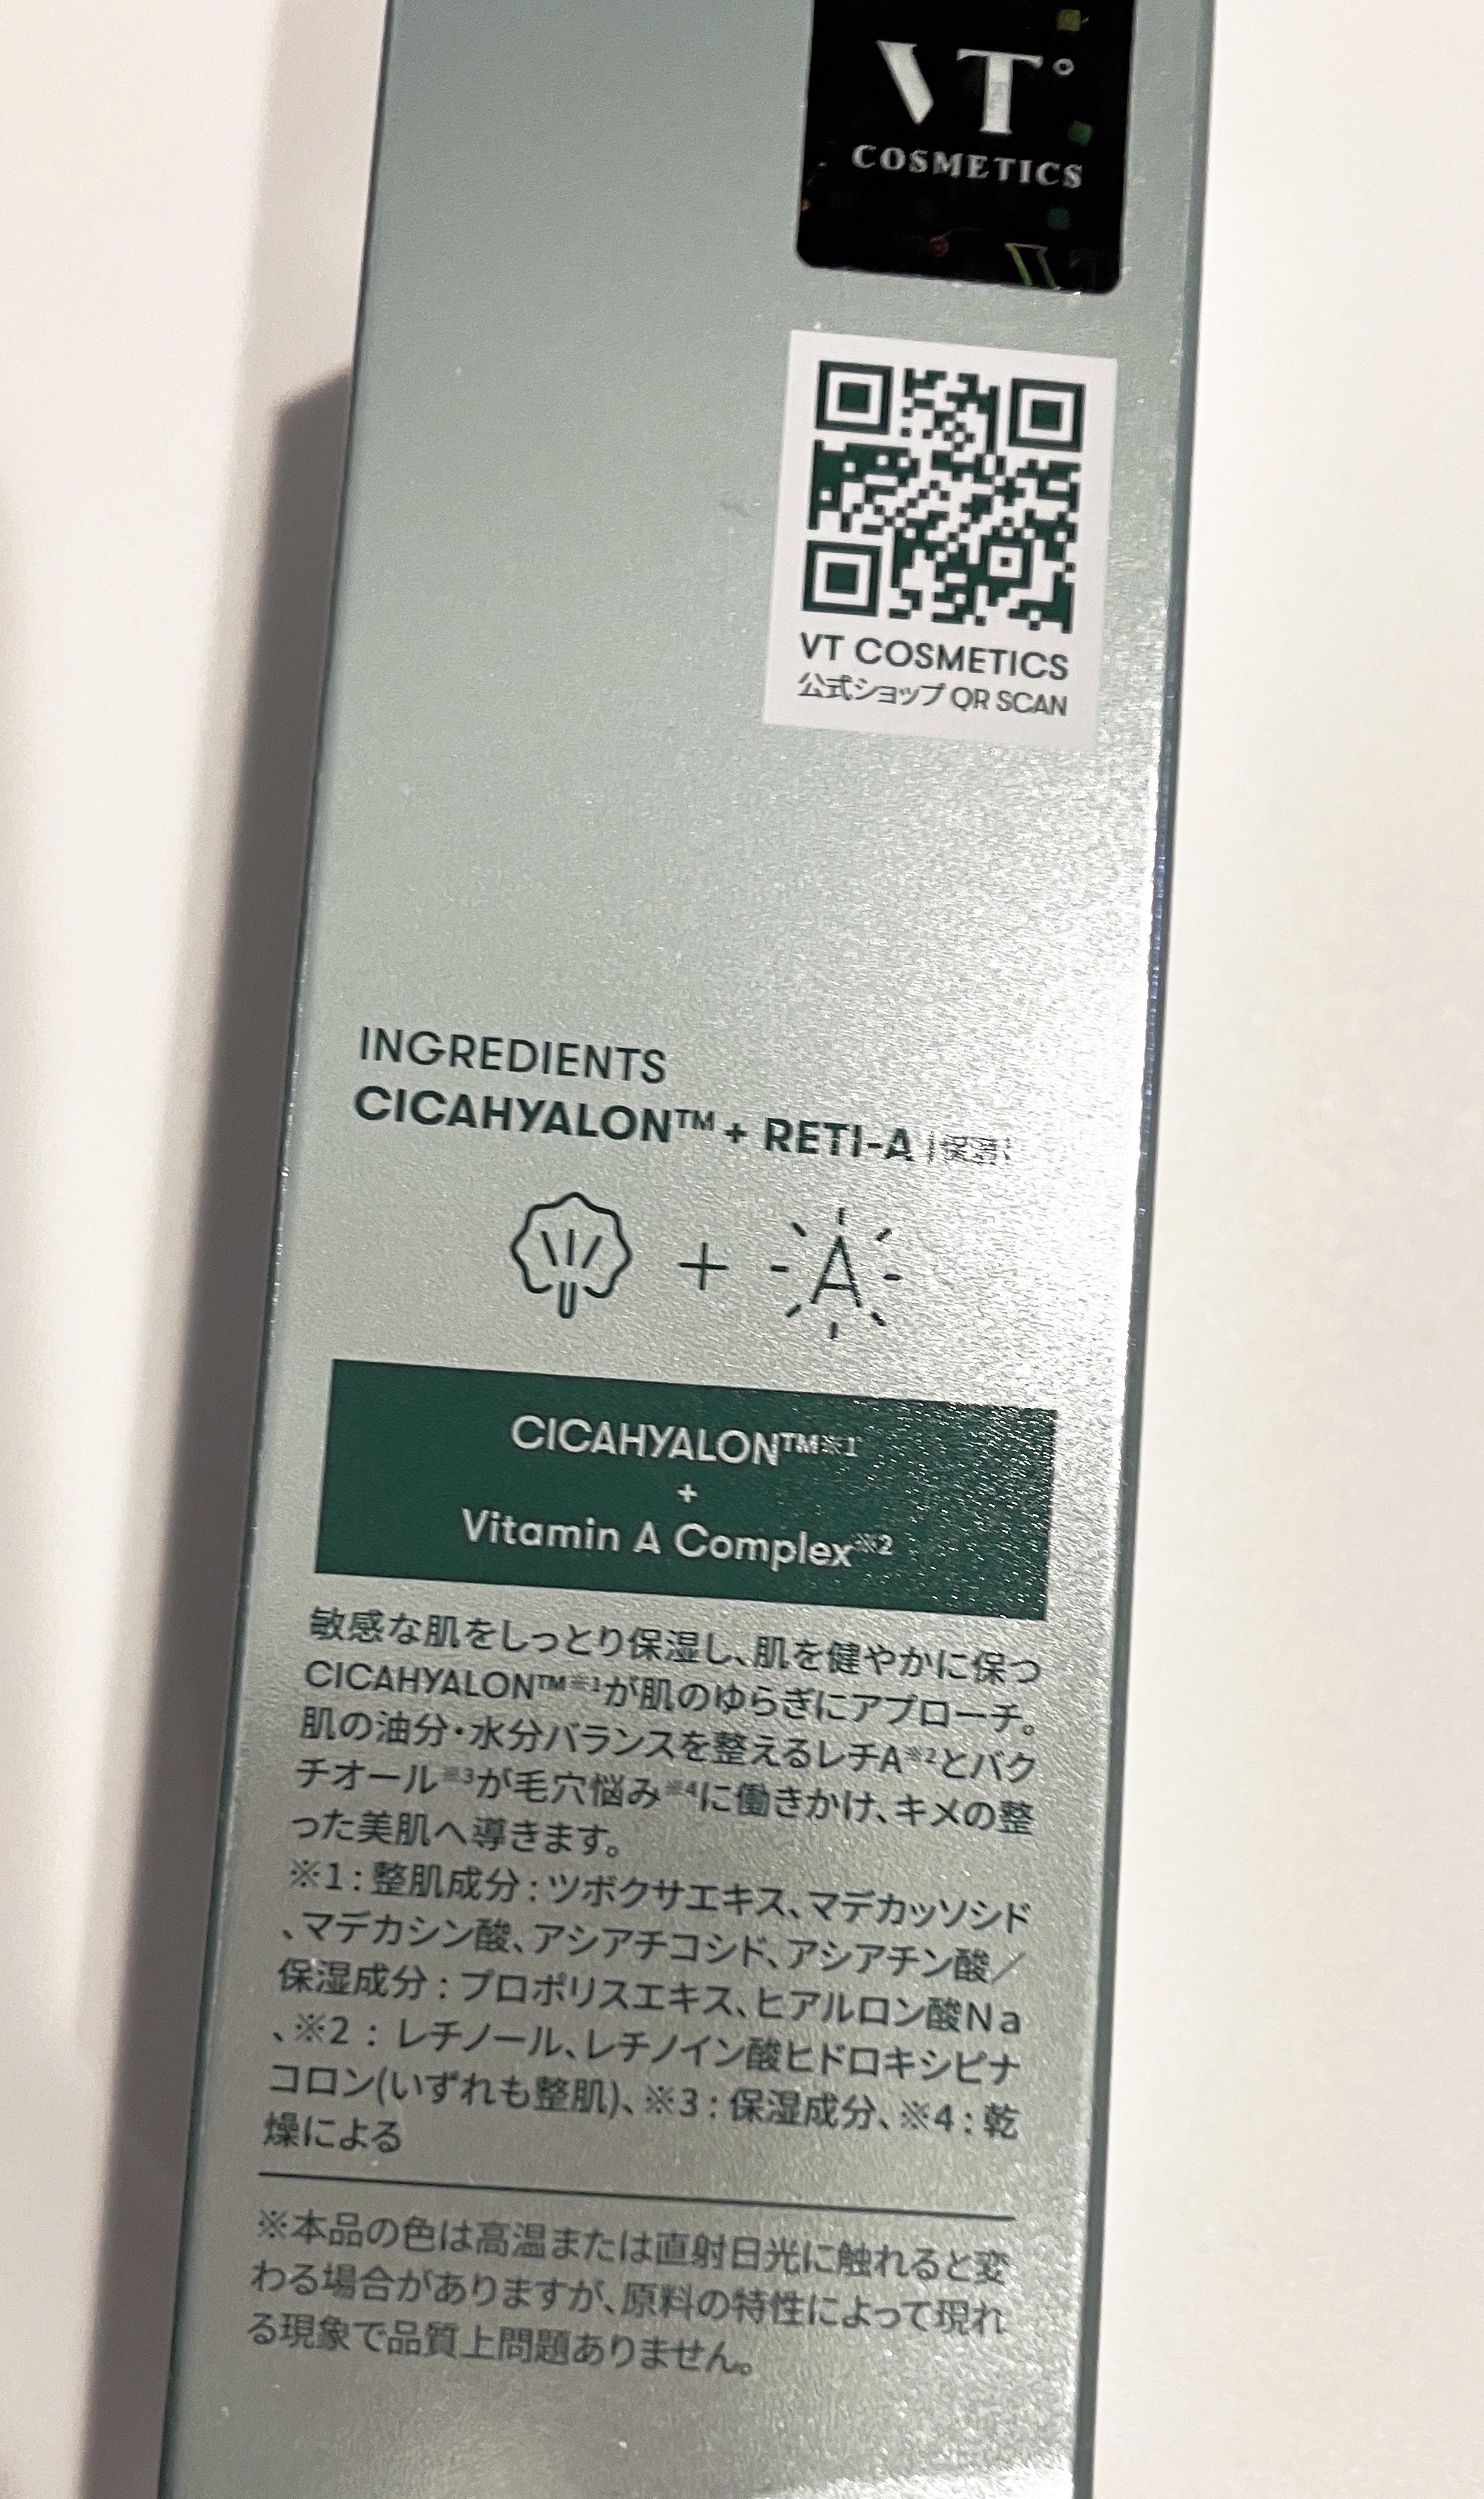 VT
COSMETICS
VT COSMETICS
公式ショップ QR SCAN
INGREDIENTS
CICAHYALON™ + RETI-A (保湿)
A
CICAHYALON™※1
+
Vitamin A Complex※2
敏感な肌をしっとり保湿し、肌を健やかに保つ
CICAHYALON™※1が肌のゆらぎにアプローチ。
肌の油分・水分バランスを整えるレチA※2とバク
チオール※3が毛穴悩み※4に働きかけ、キメの整
った美肌へ導きます。
※1 : 整肌成分 : ツボクサエキス、マデカッソシド
、マデカシン酸、アシアチコシド、アシアチン酸／
保湿成分 : プロポリスエキス、ヒアルロン酸Ｎａ
、※2 : レチノール、レチノイン酸ヒドロキシピナ
コロン(いずれも整肌)、※3 : 保湿成分、※4 : 乾
燥による
※本品の色は高温または直射日光に触れると変
わる場合がありますが、原料の特性によって現れ
る現象で品質上問題ありません。